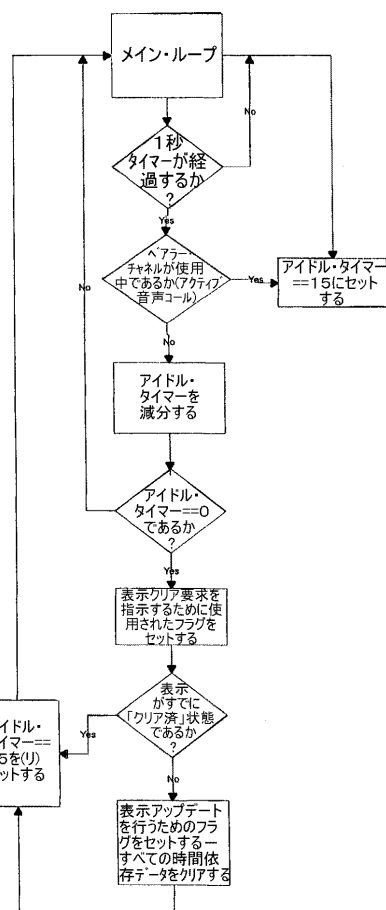 メイン・ループ
No
1秒
タイマーが経
過するか
?
Yes
ベアラー・
チャネルが使用
中であるか(アクティブ
音声コール)
Yes
アイドル・タイマー
==15にセット
する
No
No
アイドル・
タイマーを
減分する
アイドル・
タイマー==0
であるか
?
Yes
表示クリア要求を
指示するために使
用されたフラグを
セットする
表示
がすでに
「クリア済」状態
であるか
?
Yes
イドル・
イマー==
5を(リ)
ットする
No
表示アップデート
を行うためのフラ
グをセットするー
すべての時間依
存データをクリアする